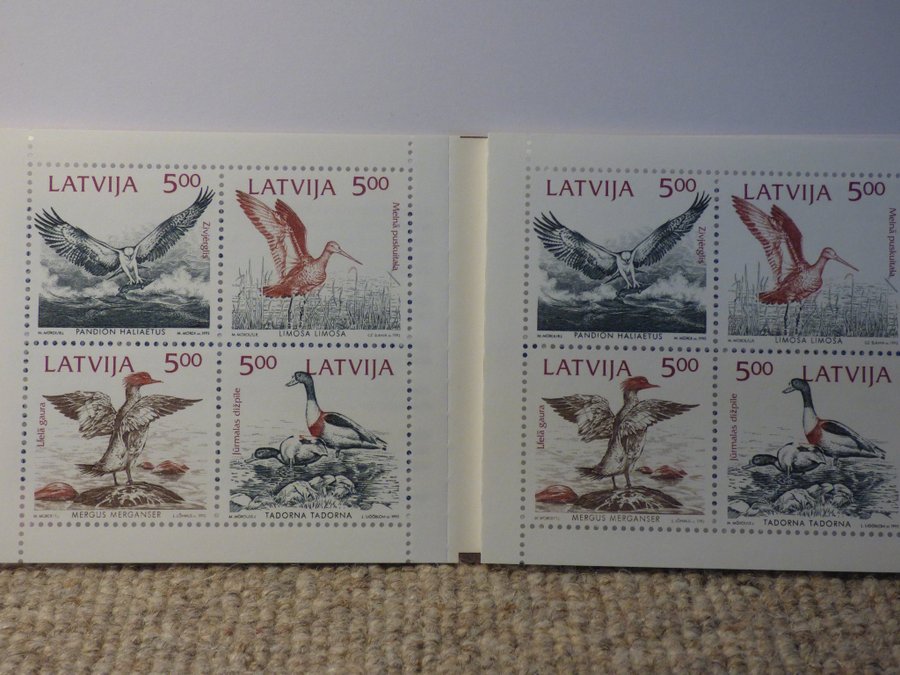 LATVIJA 5 00
Zivjērglis
PANDION HALIAETUS
LATVIJA 5 00
Melnā puskuitala
LIMOSA LIMOSA
LATVIJA 5 00
Lielā gaura
MERGUS MERGANSER
5 00 LATVIJA
Jūrmalas dižpīle
TADORNA TADORNA
LATVIJA 5 00
Zivjērglis
PANDION HALIAETUS
LATVIJA 5 00
Melnā puskuitala
LIMOSA LIMOSA
LATVIJA 5 00
Lielā gaura
MERGUS MERGANSER
5 00 LATVIJA
Jūrmalas dižpīle
TADORNA TADORNA